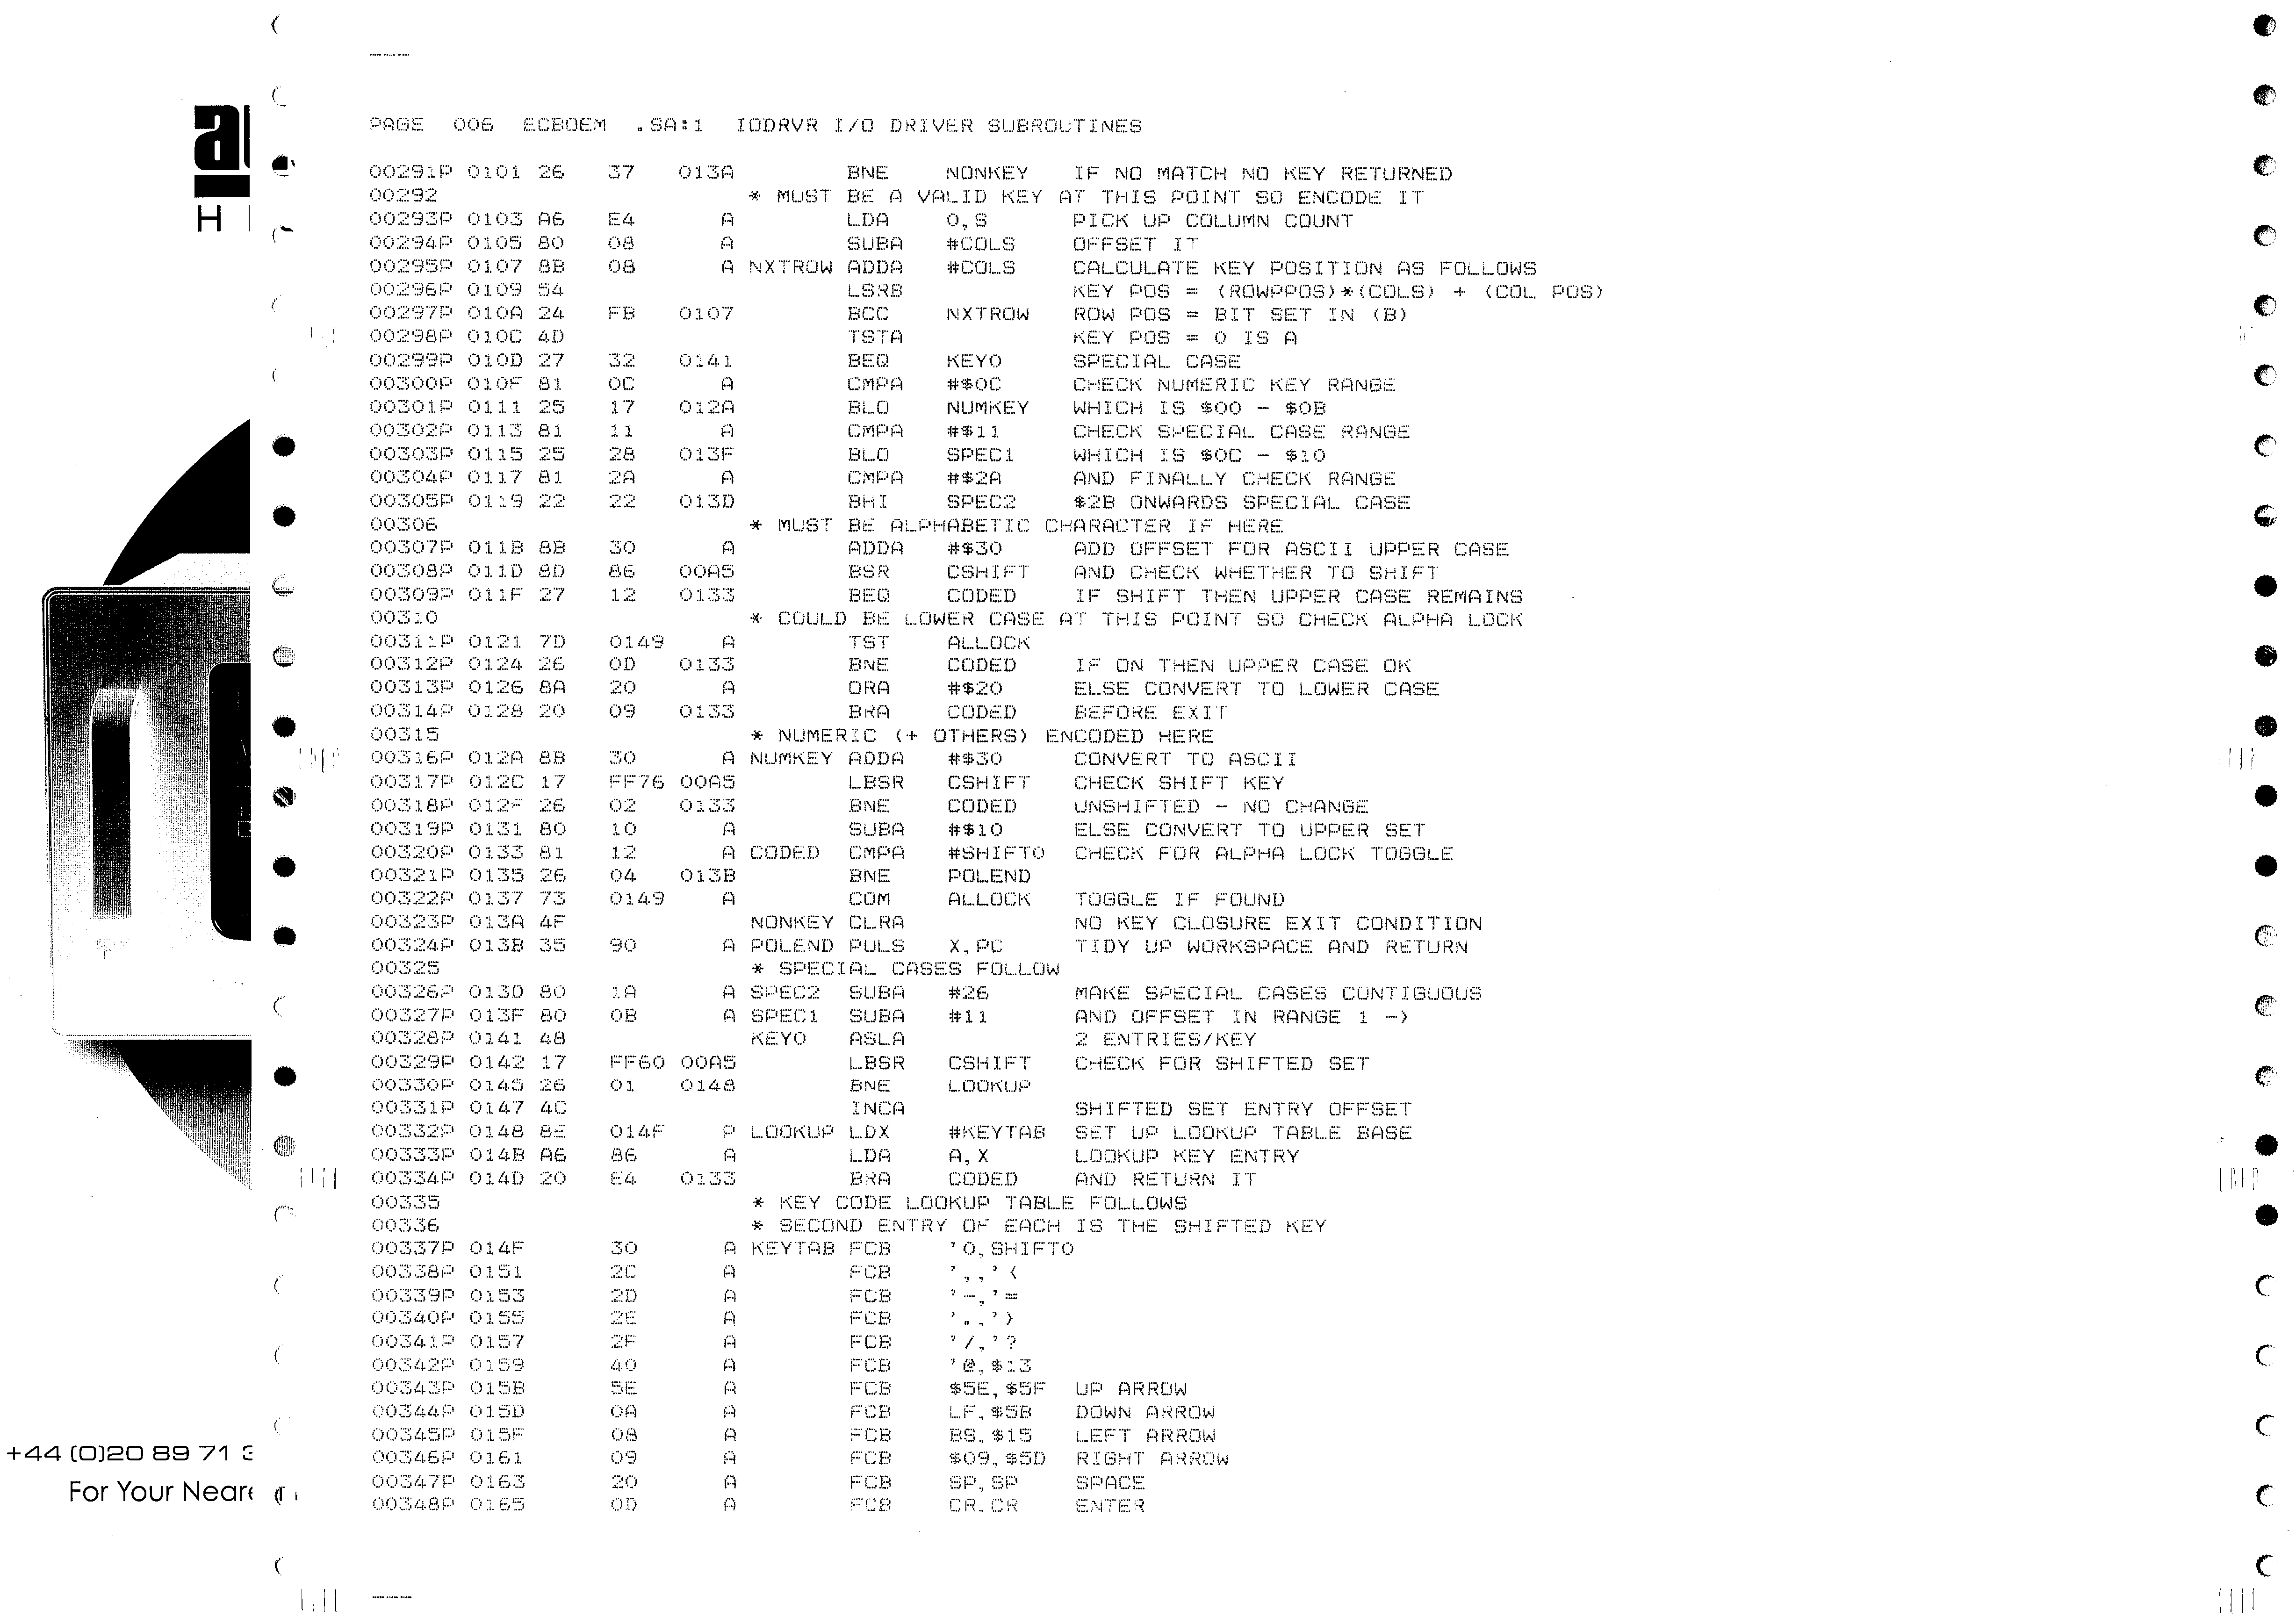 PAGE  006  ECBOEM  .SA:1  IODRVR I/O DRIVER SUBROUTINES
00291P 0101 26    37    013A         BNE    NONKEY   IF NO MATCH NO KEY RETURNED
00292                      * MUST BE A VALID KEY AT THIS POINT SO ENCODE IT
00293P 0103 A6    E4       A         LDA    0,S      PICK UP COLUMN COUNT
00294P 0105 80    08       A         SUBA   #COLS    OFFSET IT
00295P 0107 8B    08       A NXTROW  ADDA   #COLS    CALCULATE KEY POSITION AS FOLLOWS
00296P 0109 54                       LSRB            KEY POS = (ROWPPOS)*(COLS) + (COL POS)
00297P 010A 24    FB    0107         BCC    NXTROW   ROW POS = BIT SET IN (B)
00298P 010C 4D                       TSTA            KEY POS = 0 IS A
00299P 010D 27    32    0141         BEQ    KEY0     SPECIAL CASE
00300P 010F 81    0C       A         CMPA   #$0C     CHECK NUMERIC KEY RANGE
00301P 0111 25    17    012A         BLO    NUMKEY   WHICH IS $00 - $0B
00302P 0113 81    11       A         CMPA   #$11     CHECK SPECIAL CASE RANGE
00303P 0115 25    28    013F         BLO    SPEC1    WHICH IS $0C - $10
00304P 0117 81    2A       A         CMPA   #$2A     AND FINALLY CHECK RANGE
00305P 0119 22    22    013D         BHI    SPEC2    $2B ONWARDS SPECIAL CASE
00306                      * MUST BE ALPHABETIC CHARACTER IF HERE
00307P 011B 8B    30       A         ADDA   #$30     ADD OFFSET FOR ASCII UPPER CASE
00308P 011D 8D    86    00A5         BSR    CSHIFT   AND CHECK WHETHER TO SHIFT
00309P 011F 27    12    0133         BEQ    CODED    IF SHIFT THEN UPPER CASE REMAINS
00310                      * COULD BE LOWER CASE AT THIS POINT SO CHECK ALPHA LOCK
00311P 0121 7D    0149     A         TST    ALLOCK
00312P 0124 26    0D    0133         BNE    CODED    IF ON THEN UPPER CASE OK
00313P 0126 8A    20       A         ORA    #$20     ELSE CONVERT TO LOWER CASE
00314P 0128 20    09    0133         BRA    CODED    BEFORE EXIT
00315                      * NUMERIC (+ OTHERS) ENCODED HERE
00316P 012A 8B    30       A NUMKEY  ADDA   #$30     CONVERT TO ASCII
00317P 012C 17    FF76  00A5         LBSR   CSHIFT   CHECK SHIFT KEY
00318P 012F 26    02    0133         BNE    CODED    UNSHIFTED - NO CHANGE
00319P 0131 80    10       A         SUBA   #$10     ELSE CONVERT TO UPPER SET
00320P 0133 81    12       A CODED   CMPA   #SHIFT0  CHECK FOR ALPHA LOCK TOGGLE
00321P 0135 26    04    013B         BNE    POLEND
00322P 0137 73    0149     A         COM    ALLOCK   TOGGLE IF FOUND
00323P 013A 4F               NONKEY  CLRA            NO KEY CLOSURE EXIT CONDITION
00324P 013B 35    90       A POLEND  PULS   X,PC     TIDY UP WORKSPACE AND RETURN
00325                      * SPECIAL CASES FOLLOW
00326P 013D 80    1A       A SPEC2   SUBA   #26      MAKE SPECIAL CASES CONTIGUOUS
00327P 013F 80    0B       A SPEC1   SUBA   #11      AND OFFSET IN RANGE 1 ->
00328P 0141 48               KEY0    ASLA            2 ENTRIES/KEY
00329P 0142 17    FF60  00A5         LBSR   CSHIFT   CHECK FOR SHIFTED SET
00330P 0145 26    01    0148         BNE    LOOKUP
00331P 0147 4C                       INCA            SHIFTED SET ENTRY OFFSET
00332P 0148 8E    014F     P LOOKUP  LDX    #KEYTAB  SET UP LOOKUP TABLE BASE
00333P 014B A6    86       A         LDA    A,X      LOOKUP KEY ENTRY
00334P 014D 20    E4    0133         BRA    CODED    AND RETURN IT
00335                      * KEY CODE LOOKUP TABLE FOLLOWS
00336                      * SECOND ENTRY OF EACH IS THE SHIFTED KEY
00337P 014F       30       A KEYTAB  FCB    '0,SHIFT0
00338P 0151       2C       A         FCB    ',,'<
00339P 0153       2D       A         FCB    '-,'=
00340P 0155       2E       A         FCB    '.,'>
00341P 0157       2F       A         FCB    '/,'?
00342P 0159       40       A         FCB    '@,$13
00343P 015B       5E       A         FCB    $5E,$5F  UP ARROW
00344P 015D       0A       A         FCB    LF,$5B   DOWN ARROW
00345P 015F       08       A         FCB    BS,$15   LEFT ARROW
00346P 0161       09       A         FCB    $09,$5D  RIGHT ARROW
00347P 0163       20       A         FCB    SP,SP    SPACE
00348P 0165       0D       A         FCB    CR,CR    ENTER
+44 (0)20 89 71 3
For Your Neare